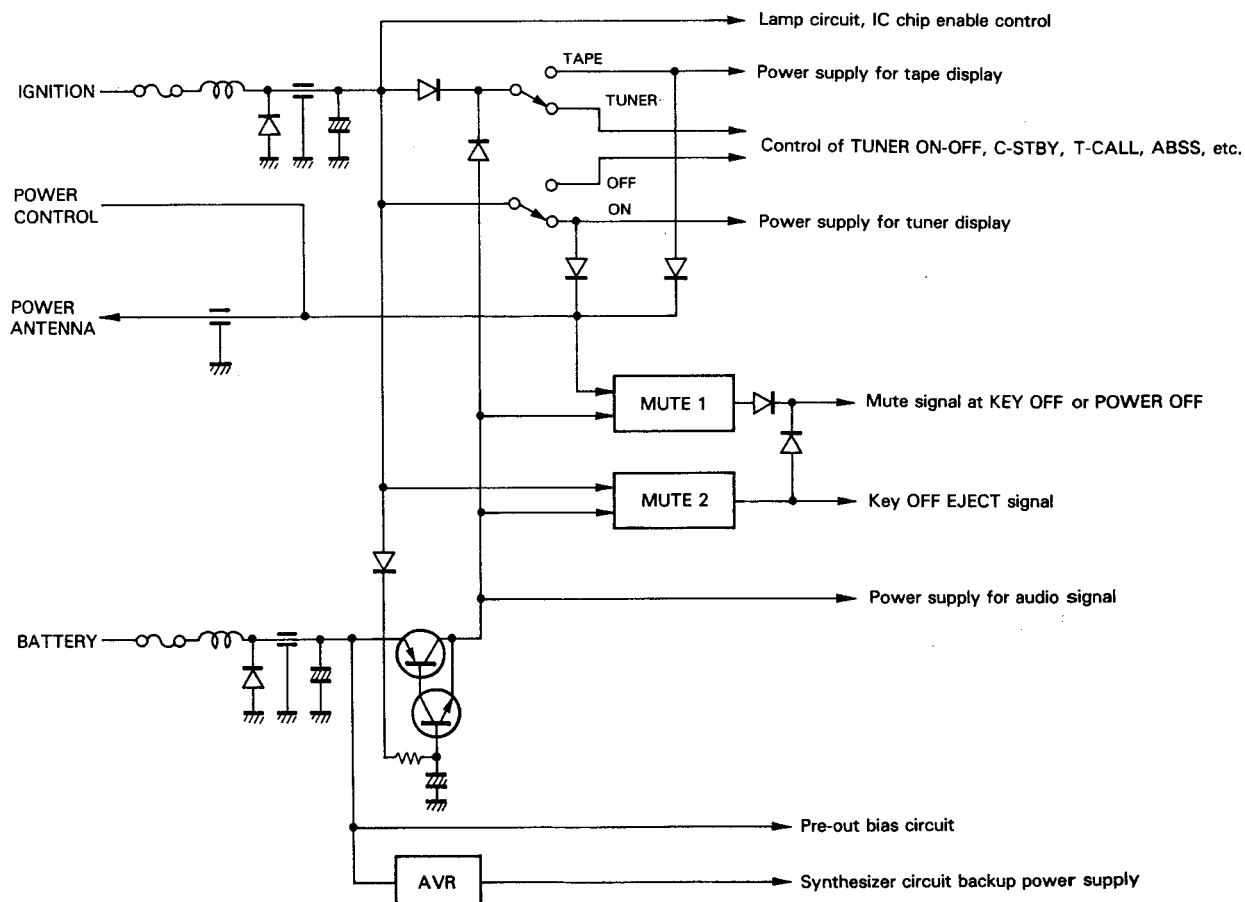 Lamp circuit, IC chip enable control
TAPE
IGNITION
Power supply for tape display
TUNER
Control of TUNER ON-OFF, C-STBY, T-CALL, ABSS, etc.
POWER
CONTROL
OFF
ON
Power supply for tuner display
POWER
ANTENNA
MUTE 1
Mute signal at KEY OFF or POWER OFF
MUTE 2
Key OFF EJECT signal
Power supply for audio signal
BATTERY
Pre-out bias circuit
AVR
Synthesizer circuit backup power supply